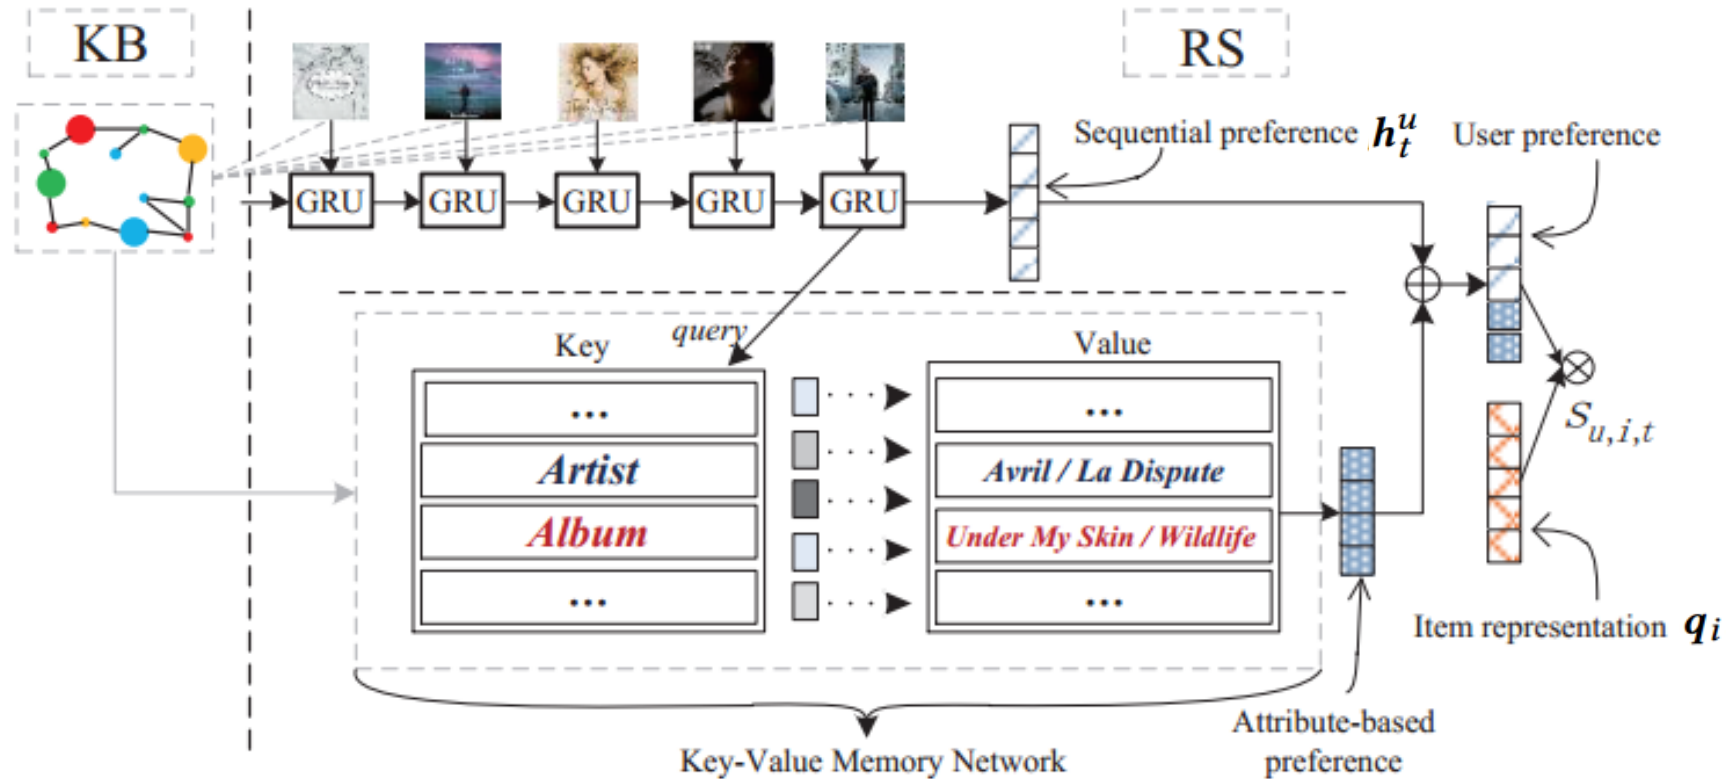 KB
RS
Sequential preference h_t^u
User preference
GRU
GRU
GRU
GRU
GRU
query
Key
Value
...
...
Artist
Avril / La Dispute
Album
Under My Skin / Wildlife
...
...
S_{u,i,t}
Item representation q_i
Attribute-based
preference
Key-Value Memory Network